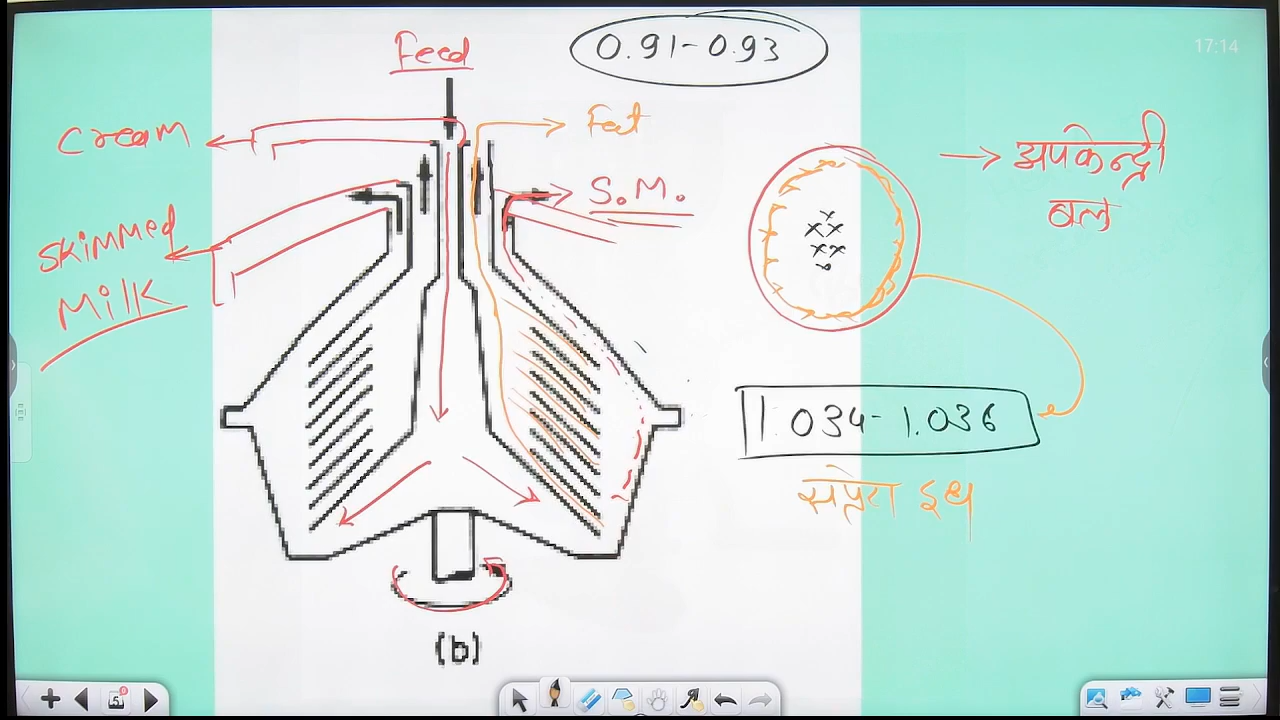 Feed
0.91-0.93
17:14
Cream
Fat
S.M.
→ अपकेन्द्री
बल
Skimmed
Milk
1.034-1.036
सप्रेटा दूध
(b)